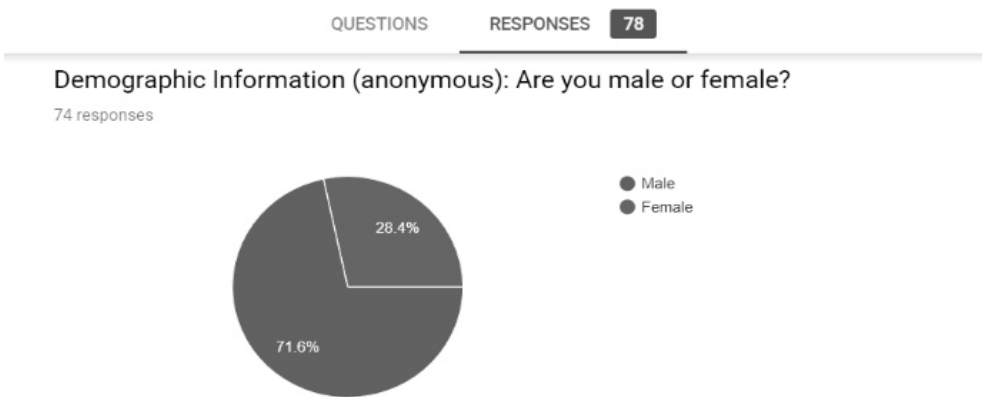 QUESTIONS RESPONSES 78
Demographic Information (anonymous): Are you male or female?
74 responses
Male
Female
28.4%
71.6%